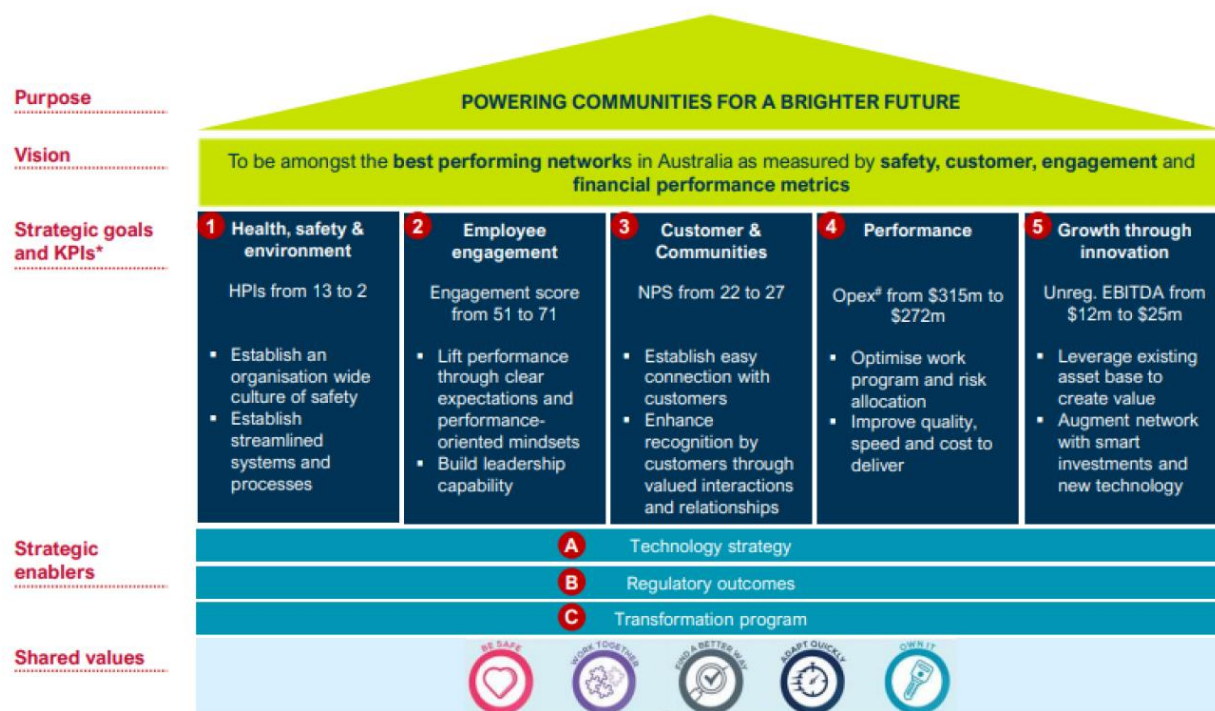 Purpose
POWERING COMMUNITIES FOR A BRIGHTER FUTURE
Vision
To be amongst the best performing networks in Australia as measured by safety, customer, engagement and
financial performance metrics
Strategic goals
and KPIs*
1
Health, safety &
environment
HPIs from 13 to 2
▪ Establish an
organisation wide
culture of safety
▪ Establish
streamlined
systems and
processes
2
Employee
engagement
Engagement score
from 51 to 71
▪ Lift performance
through clear
expectations and
performance-
oriented mindsets
▪ Build leadership
capability
3
Customer &
Communities
NPS from 22 to 27
▪ Establish easy
connection with
customers
▪ Enhance
recognition by
customers through
valued interactions
and relationships
4
Performance
Opex# from $315m to
$272m
▪ Optimise work
program and risk
allocation
▪ Improve quality,
speed and cost to
deliver
5
Growth through
innovation
Unreg. EBITDA from
$12m to $25m
▪ Leverage existing
asset base to
create value
▪ Augment network
with smart
investments and
new technology
Strategic
enablers
A Technology strategy
B Regulatory outcomes
C Transformation program
Shared values
BE SAFE
WORK TOGETHER
FIND A BETTER WAY
ADAPT QUICKLY
OWN IT